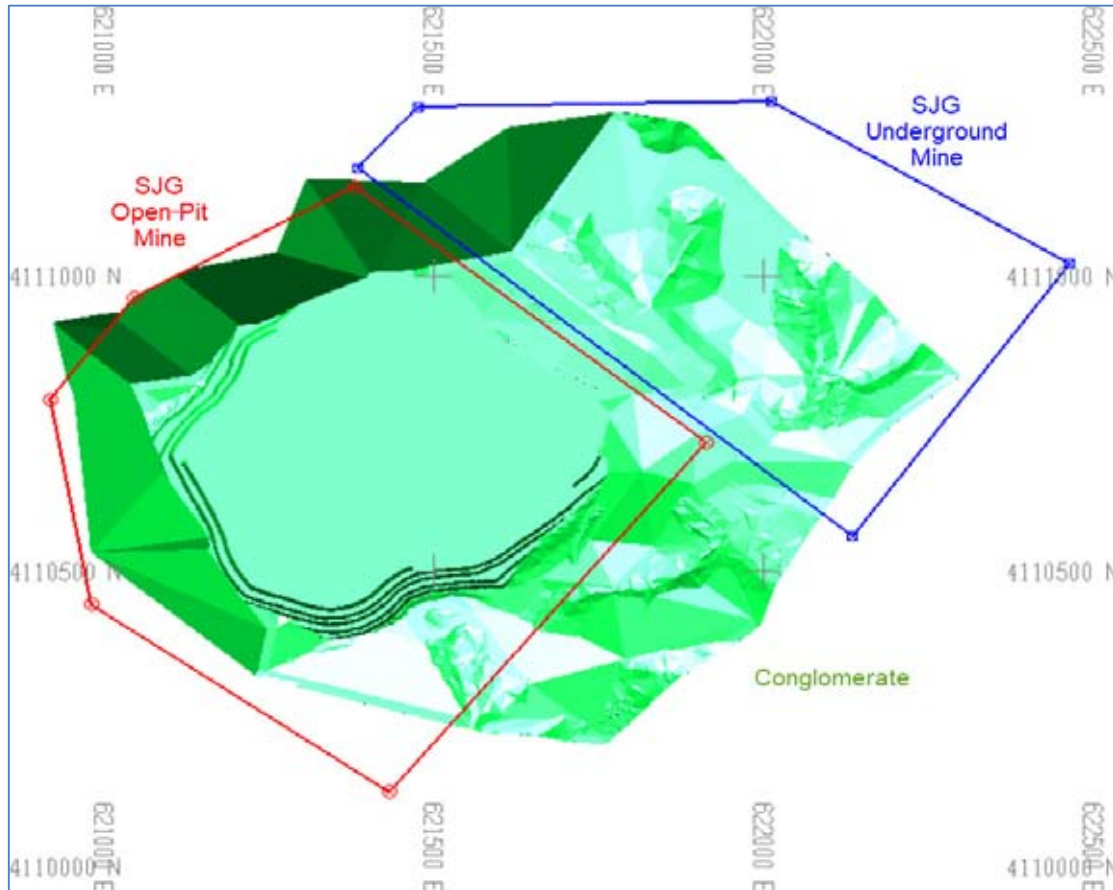 621000 E
621500 E
622000 E
622500 E
SJG
Underground
Mine
SJG
Open-Pit
Mine
4111000 N
4111000 N
4110500 N
4110500 N
Conglomerate
621000 E
621500 E
622000 E
622500 E
4110000 N
4110000 N